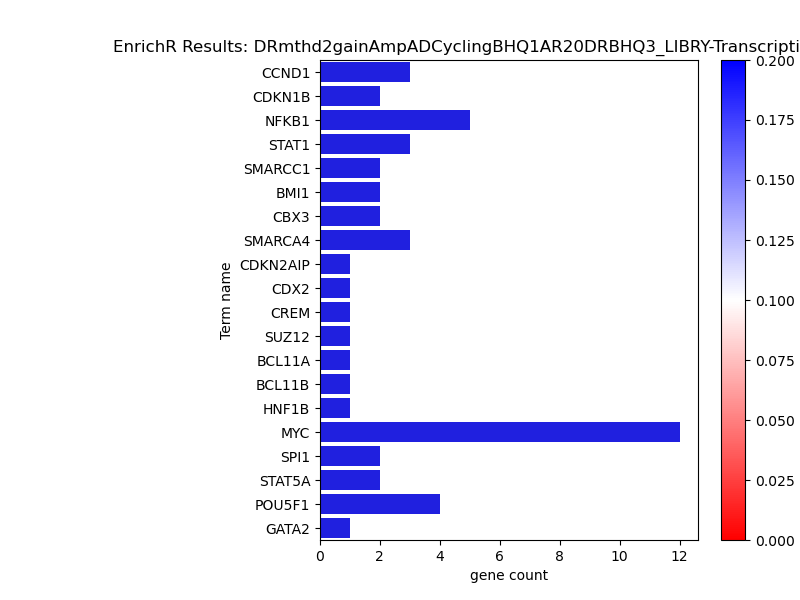 EnrichR Results: DRmthd2gainAmpADCyclingBHQ1AR20DRBHQ3_LIBRY-Transcripti
CCND1
CDKN1B
NFKB1
STAT1
SMARCC1
BMI1
CBX3
SMARCA4
CDKN2AIP
CDX2
CREM
SUZ12
BCL11A
BCL11B
HNF1B
MYC
SPI1
STAT5A
POU5F1
GATA2
Term name
0 2 4 6 8 10 12
gene count
0.200
0.175
0.150
0.125
0.100
0.075
0.050
0.025
0.000